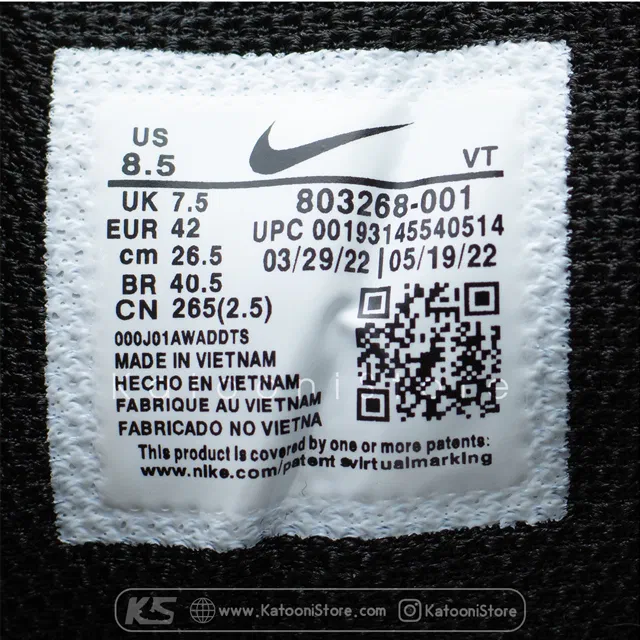 US
8.5
VT
UK 7.5
EUR 42
cm 26.5
BR 40.5
CN 265(2.5)
803268-001
UPC 00193145540514
03/29/22 | 05/19/22
000J01AWADDTS
MADE IN VIETNAM
HECHO EN VIETNAM
FABRIQUE AU VIETNAM
FABRICADO NO VIETNA
KatooniStore
This product is covered by one or more patents:
www.nike.com/patent svirtualmarking
KS www.KatooniStore.com KatooniStore